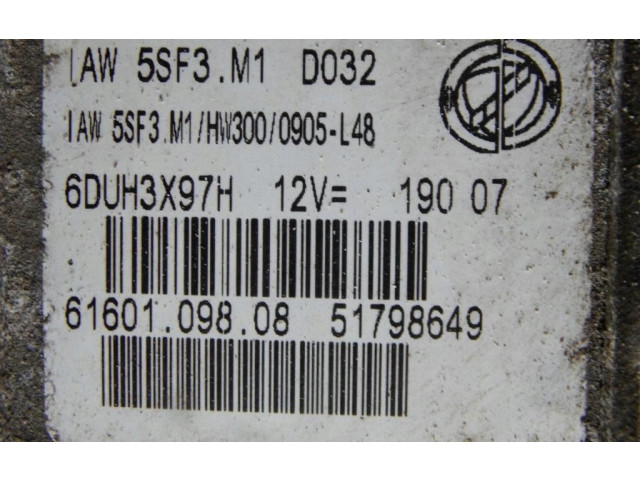 IAW 5SF3.M1 D032
IAW 5SF3.M1/HW300/0905-L48
6DUH3X97H 12V= 190 07
61601.098.08 51798649